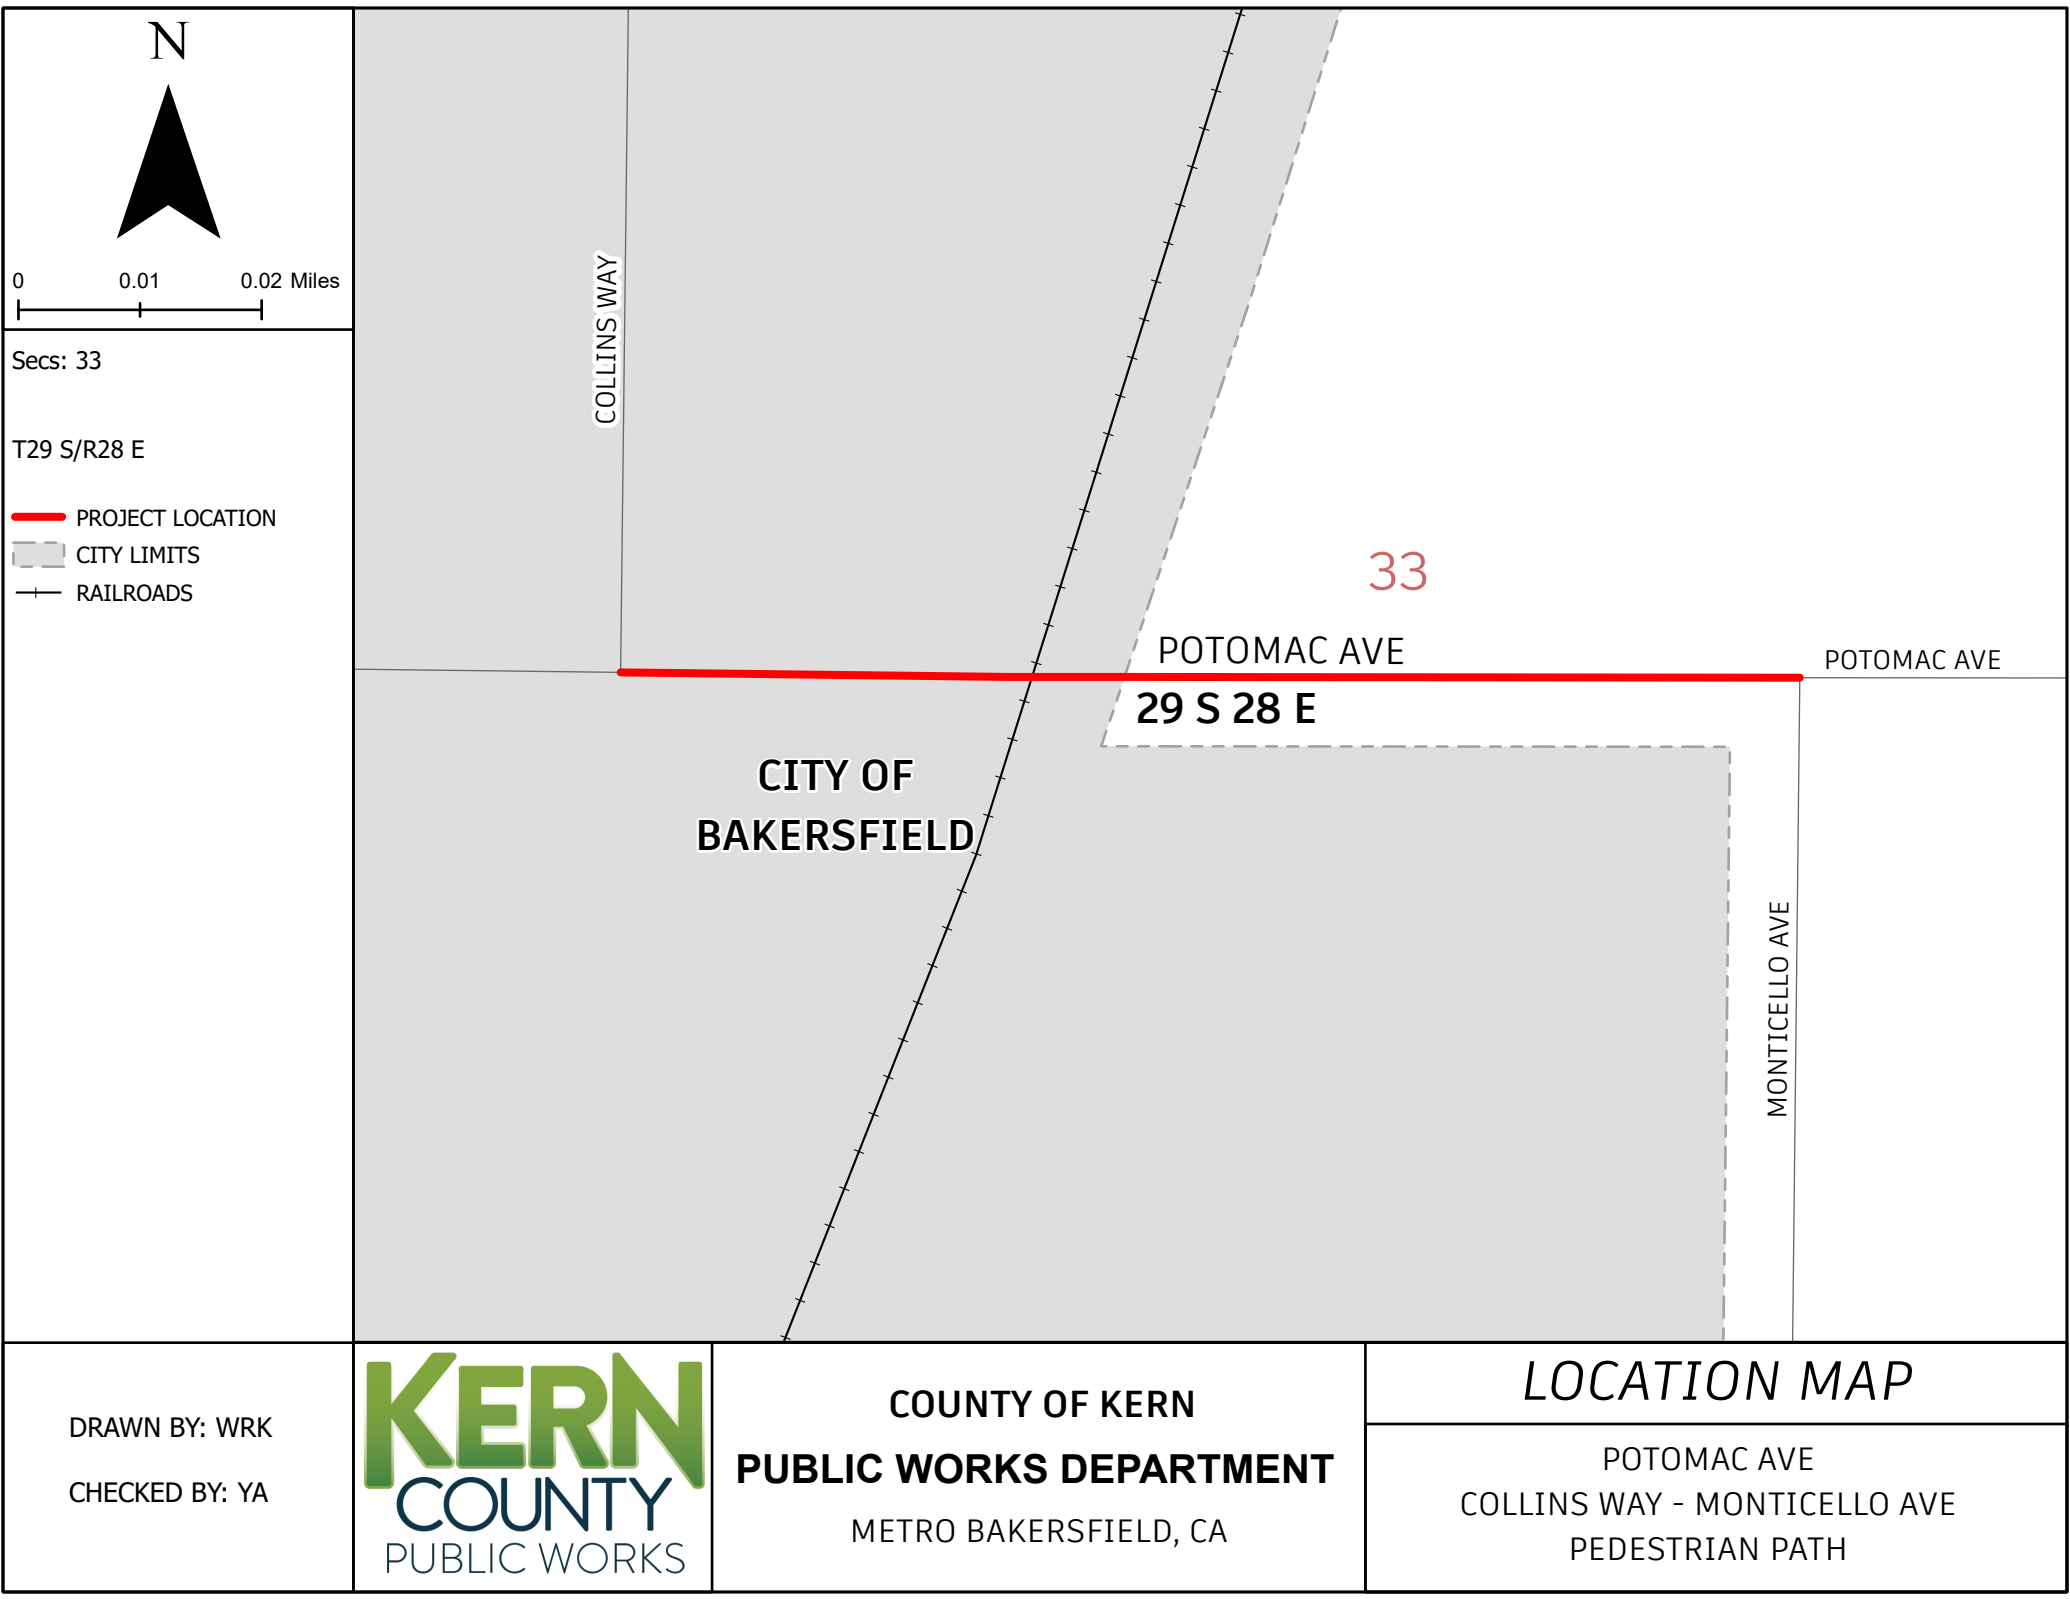 N
0 0.01 0.02 Miles
Secs: 33
T29 S/R28 E
PROJECT LOCATION
CITY LIMITS
RAILROADS
COLLINS WAY
33
POTOMAC AVE
POTOMAC AVE
29 S 28 E
CITY OF
BAKERSFIELD
MONTICELLO AVE
DRAWN BY: WRK
CHECKED BY: YA
KERN
COUNTY
PUBLIC WORKS
COUNTY OF KERN
PUBLIC WORKS DEPARTMENT
METRO BAKERSFIELD, CA
LOCATION MAP
POTOMAC AVE
COLLINS WAY - MONTICELLO AVE
PEDESTRIAN PATH